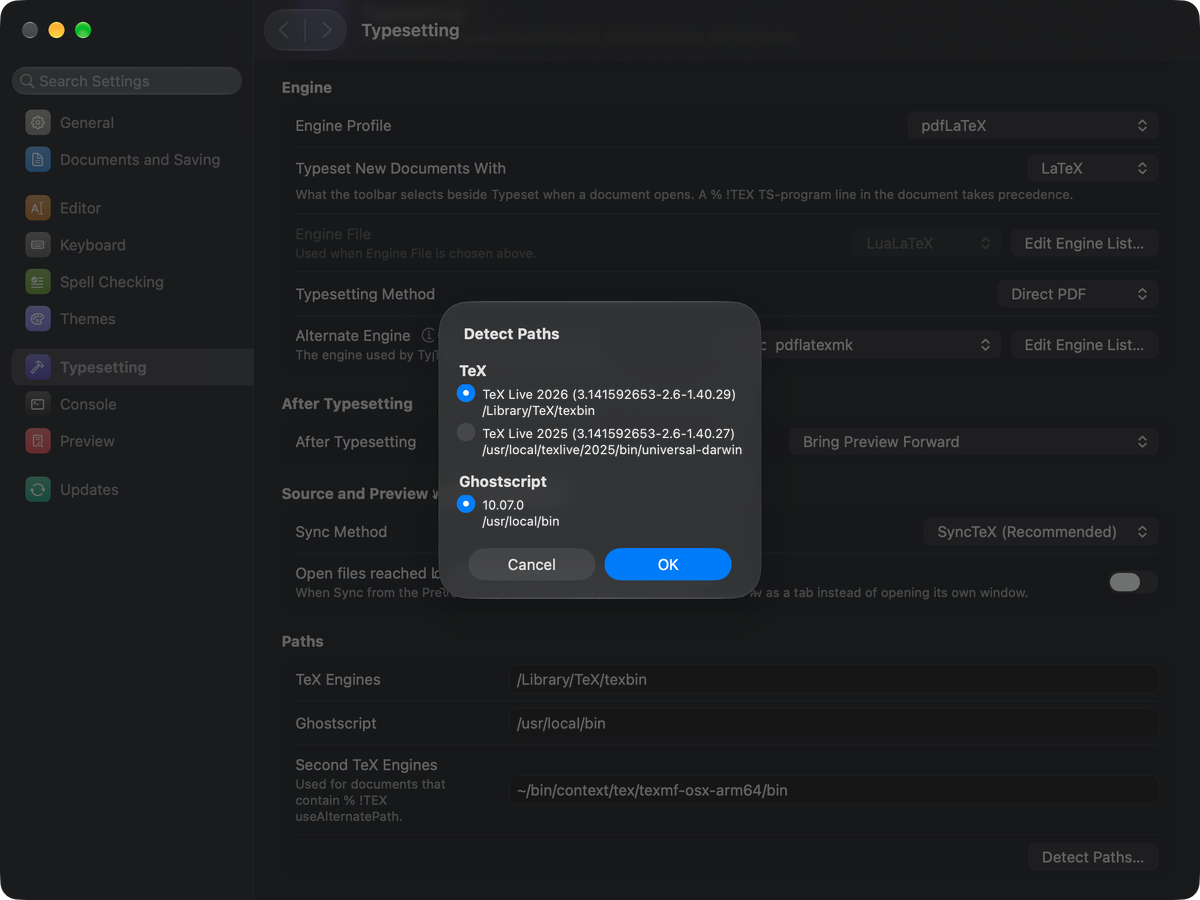 Typesetting
Search Settings
General
Documents and Saving
Editor
Keyboard
Spell Checking
Themes
Typesetting
Console
Preview
Updates
Engine
Engine Profile
pdfLaTeX
Typeset New Documents With
LaTeX
What the toolbar selects beside Typeset when a document opens. A % !TEX TS-program line in the document takes precedence.
Engine File
Used when Engine File is chosen above.
LuaLaTeX
Edit Engine List...
Typesetting Method
Direct PDF
Alternate Engine
The engine used by
pdflatexmk
Edit Engine List...
After Typesetting
After Typesetting
Bring Preview Forward
Source and Preview
Sync Method
SyncTeX (Recommended)
Open files reached
When Sync from the
as a tab instead of opening its own window.
Detect Paths
TeX
TeX Live 2026 (3.141592653-2.6-1.40.29)
/Library/TeX/texbin
TeX Live 2025 (3.141592653-2.6-1.40.27)
/usr/local/texlive/2025/bin/universal-darwin
Ghostscript
10.07.0
/usr/local/bin
Cancel
OK
Paths
TeX Engines
/Library/TeX/texbin
Ghostscript
/usr/local/bin
Second TeX Engines
Used for documents that
contain % !TEX
useAlternatePath.
~/bin/context/tex/texmf-osx-arm64/bin
Detect Paths...